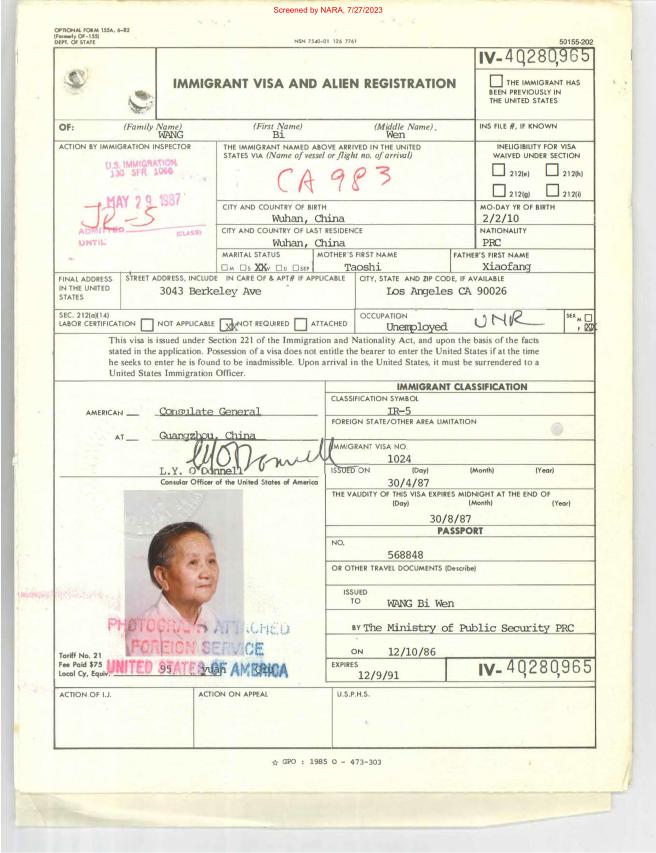 Screened by NARA, 7/27/2023
OPTIONAL FORM 155A, 6-82
(Formerly OF-155)
DEPT. OF STATE
NSN 7540-01 126 7761
50155-202
IMMIGRANT VISA AND ALIEN REGISTRATION
IV-40,280,965
THE IMMIGRANT HAS
BEEN PREVIOUSLY IN
THE UNITED STATES
OF: (Family Name) (First Name) (Middle Name).
WANG Bi Wen
INS FILE #, IF KNOWN
ACTION BY IMMIGRATION INSPECTOR
U.S. IMMIGRATION
130 SFR 1066
MAY 29 1987
IR-5
ADMITTED (CLASS)
UNTIL
THE IMMIGRANT NAMED ABOVE ARRIVED IN THE UNITED
STATES VIA (Name of vessel or flight no. of arrival)
CA 983
INELIGIBILITY FOR VISA
WAIVED UNDER SECTION
212(e) 212(h)
212(g) 212(i)
CITY AND COUNTRY OF BIRTH
Wuhan, China
MO-DAY YR OF BIRTH
2/2/10
CITY AND COUNTRY OF LAST RESIDENCE
Wuhan, China
NATIONALITY
PRC
MARITAL STATUS
M S XX D SEP
MOTHER'S FIRST NAME
Taoshi
FATHER'S FIRST NAME
Xiaofang
FINAL ADDRESS
IN THE UNITED
STATES
STREET ADDRESS, INCLUDE IN CARE OF & APT# IF APPLICABLE
3043 Berkeley Ave
CITY, STATE AND ZIP CODE, IF AVAILABLE
Los Angeles CA 90026
SEC. 212(a)(14)
LABOR CERTIFICATION NOT APPLICABLE XX NOT REQUIRED ATTACHED
OCCUPATION
Unemployed
UNR
SEX M
F XX
This visa is issued under Section 221 of the Immigration and Nationality Act, and upon the basis of the facts
stated in the application. Possession of a visa does not entitle the bearer to enter the United States if at the time
he seeks to enter he is found to be inadmissible. Upon arrival in the United States, it must be surrendered to a
United States Immigration Officer.
AMERICAN Consulate General
AT Guangzhou, China
LYO'Donnell
L.Y. O'Donnell
Consular Officer of the United States of America
IMMIGRANT CLASSIFICATION
CLASSIFICATION SYMBOL
IR-5
FOREIGN STATE/OTHER AREA LIMITATION
IMMIGRANT VISA NO.
1024
ISSUED ON (Day) (Month) (Year)
30/4/87
THE VALIDITY OF THIS VISA EXPIRES MIDNIGHT AT THE END OF
(Day) (Month) (Year)
30/8/87
PASSPORT
NO.
568848
OR OTHER TRAVEL DOCUMENTS (Describe)
ISSUED
TO WANG Bi Wen
BY The Ministry of Public Security PRC
ON 12/10/86
EXPIRES
12/9/91
IV-40,280,965
PHOTOGRAPH ATTACHED
FOREIGN SERVICE
UNITED STATES OF AMERICA
Tariff No. 21
Fee Paid $75
Local Cy, Equiv. 95 yuan
ACTION OF I.J.
ACTION ON APPEAL
U.S.P.H.S.
☆ GPO : 1985 O - 473-303